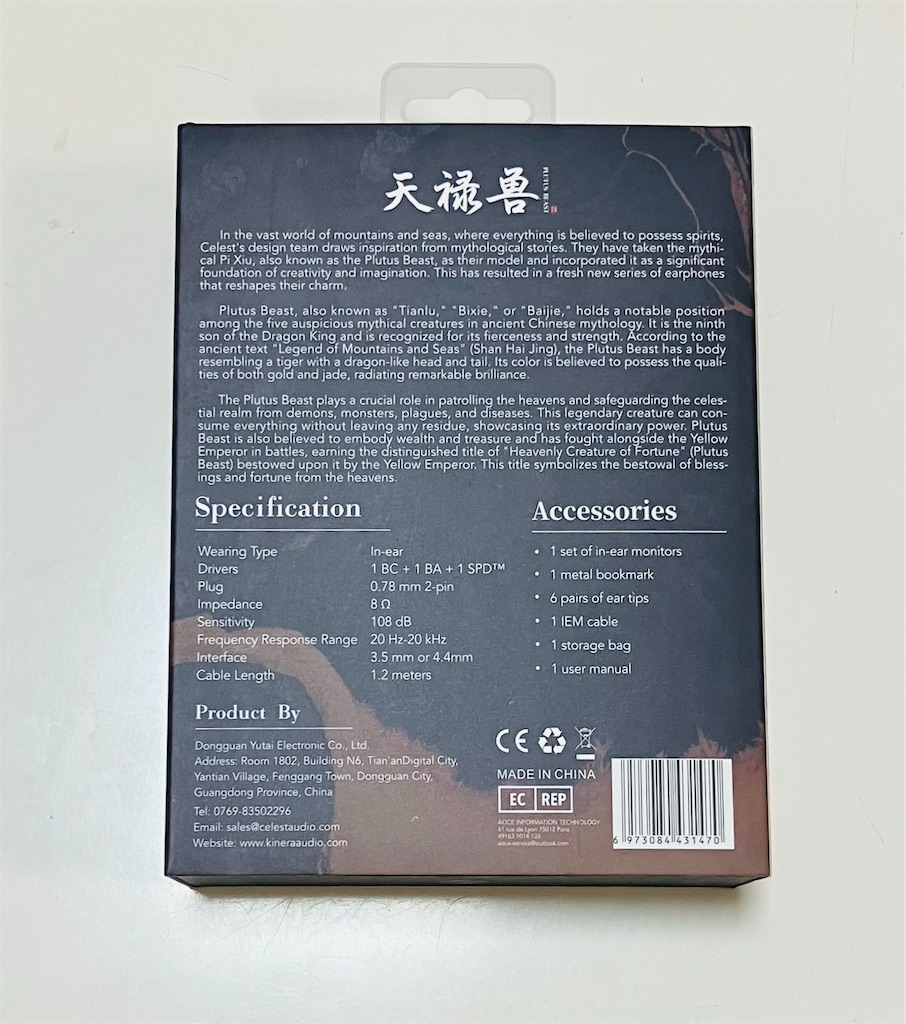 天禄兽
PLUTUS BEAST
In the vast world of mountains and seas, where everything is believed to possess spirits,
Celest's design team draws inspiration from mythological stories. They have taken the mythi-
cal Pi Xiu, also known as the Plutus Beast, as their model and incorporated it as a significant
foundation of creativity and imagination. This has resulted in a fresh new series of earphones
that reshapes their charm.
Plutus Beast, also known as "Tianlu," "Bixie," or "Baijie," holds a notable position
among the five auspicious mythical creatures in ancient Chinese mythology. It is the ninth
son of the Dragon King and is recognized for its fierceness and strength. According to the
ancient text "Legend of Mountains and Seas" (Shan Hai Jing), the Plutus Beast has a body
resembling a tiger with a dragon-like head and tail. Its color is believed to possess the quali-
ties of both gold and jade, radiating remarkable brilliance.
The Plutus Beast plays a crucial role in patrolling the heavens and safeguarding the celes-
tial realm from demons, monsters, plagues, and diseases. This legendary creature can con-
sume everything without leaving any residue, showcasing its extraordinary power. Plutus
Beast is also believed to embody wealth and treasure and has fought alongside the Yellow
Emperor in battles, earning the distinguished title of "Heavenly Creature of Fortune" (Plutus
Beast) bestowed upon it by the Yellow Emperor. This title symbolizes the bestowal of bless-
ings and fortune from the heavens.
Specification
Wearing Type In-ear
Drivers 1 BC + 1 BA + 1 SPD™
Plug 0.78 mm 2-pin
Impedance 8 Ω
Sensitivity 108 dB
Frequency Response Range 20 Hz-20 kHz
Interface 3.5 mm or 4.4mm
Cable Length 1.2 meters
Accessories
• 1 set of in-ear monitors
• 1 metal bookmark
• 6 pairs of ear tips
• 1 IEM cable
• 1 storage bag
• 1 user manual
Product By
Dongguan Yutai Electronic Co., Ltd.
Address: Room 1802, Building N6, Tian'anDigital City,
Yantian Village, Fenggang Town, Dongguan City,
Guangdong Province, China
Tel: 0769-83502296
Email: sales@celestaudio.com
Website: www.kineraaudio.com
CE
MADE IN CHINA
EC REP
INFORMATION TECHNOLOGY
61 rue de Lyon 75012 Paris
6 973084 431470